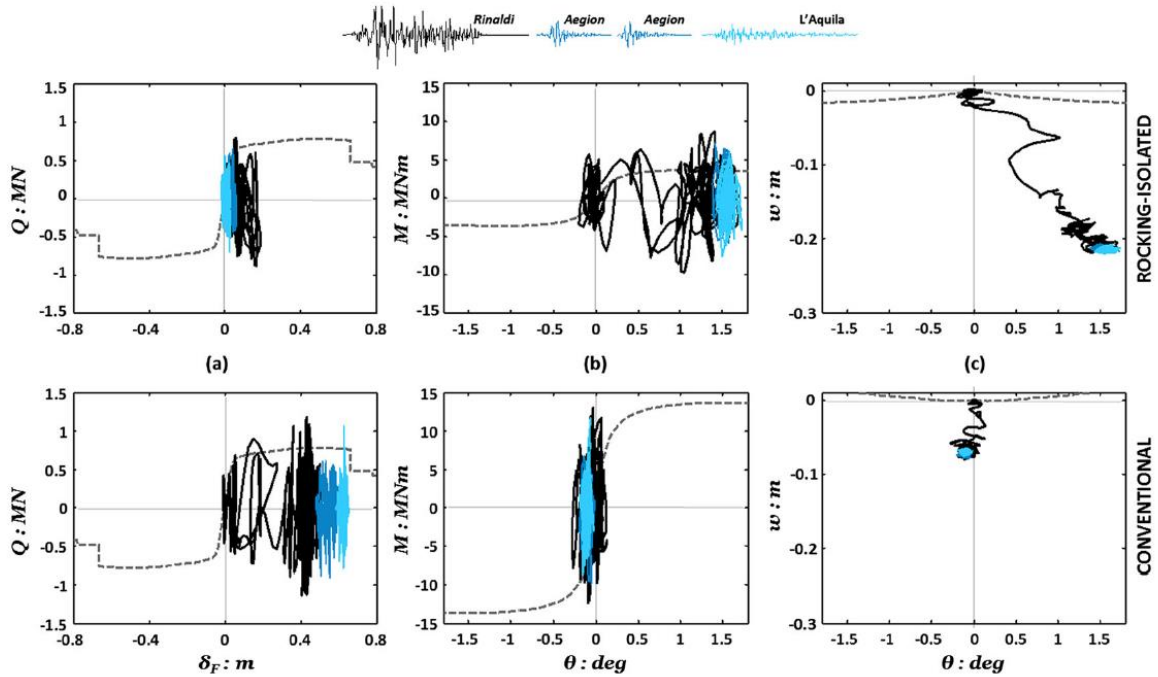 Rinaldi Aegion Aegion L'Aquila
1.5 15 0
1 10
0.5 5 -0.1
0 0
-0.5 -5 -0.2
-1 -10
-1.5 -15 -0.3
Q : MN M : MNm w : m ROCKING-ISOLATED
-0.8 -0.4 0 0.4 0.8 -1.5 -1 -0.5 0 0.5 1 1.5 -1.5 -1 -0.5 0 0.5 1 1.5
(a) (b) (c)
1.5 15 0
1 10
0.5 5 -0.1
0 0
-0.5 -5 -0.2
-1 -10
-1.5 -15 -0.3
Q : MN M : MNm w : m CONVENTIONAL
-0.8 -0.4 0 0.4 0.8 -1.5 -1 -0.5 0 0.5 1 1.5 -1.5 -1 -0.5 0 0.5 1 1.5
δF : m θ : deg θ : deg